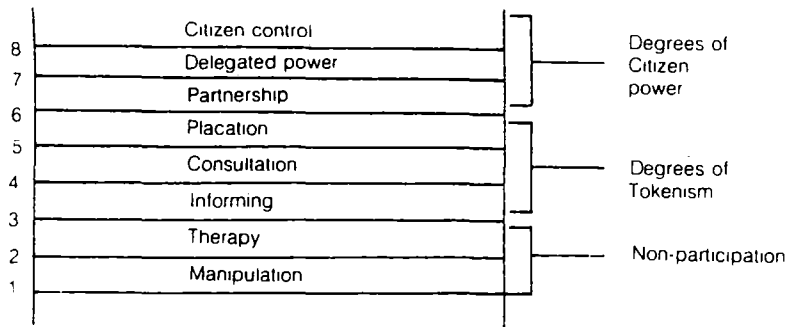 Citizen control
8
Delegated power
7
Partnership
6
Placation
5
Consultation
4
Informing
3
Therapy
2
Manipulation
1
Degrees of
Citizen
power
Degrees of
Tokenism
Non-participation